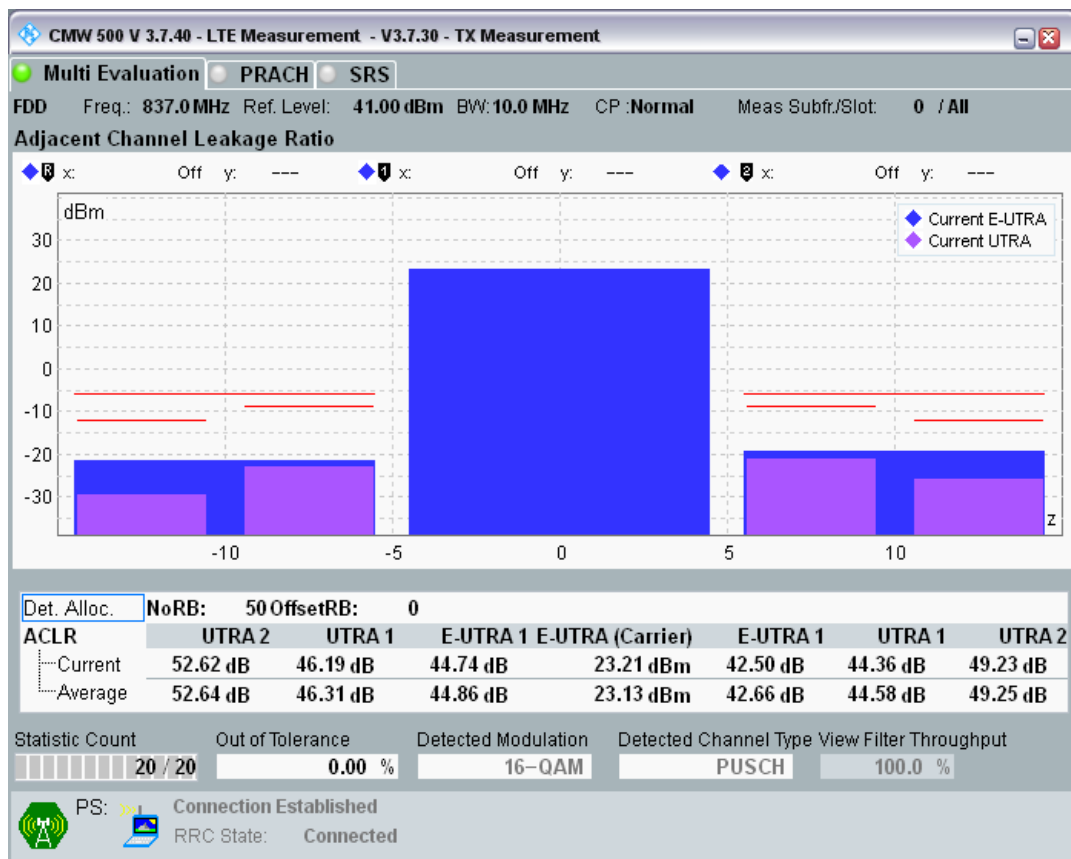 CMW 500 V 3.7.40 - LTE Measurement - V3.7.30 - TX Measurement
Multi Evaluation PRACH SRS
FDD Freq.: 837.0 MHz Ref. Level: 41.00 dBm BW: 10.0 MHz CP :Normal Meas Subfr./Slot: 0 / All
Adjacent Channel Leakage Ratio
R x: Off y: --- 1 x: Off y: --- 2 x: Off y: ---
dBm
Current E-UTRA
Current UTRA
30
20
10
0
-10
-20
-30
z
-10 -5 0 5 10
Det. Alloc. NoRB: 50 OffsetRB: 0
ACLR UTRA 2 UTRA 1 E-UTRA 1 E-UTRA (Carrier) E-UTRA 1 UTRA 1 UTRA 2
Current 52.62 dB 46.19 dB 44.74 dB 23.21 dBm 42.50 dB 44.36 dB 49.23 dB
Average 52.64 dB 46.31 dB 44.86 dB 23.13 dBm 42.66 dB 44.58 dB 49.25 dB
Statistic Count Out of Tolerance Detected Modulation Detected Channel Type View Filter Throughput
20 / 20 0.00 % 16-QAM PUSCH 100.0 %
PS: Connection Established
RRC State: Connected